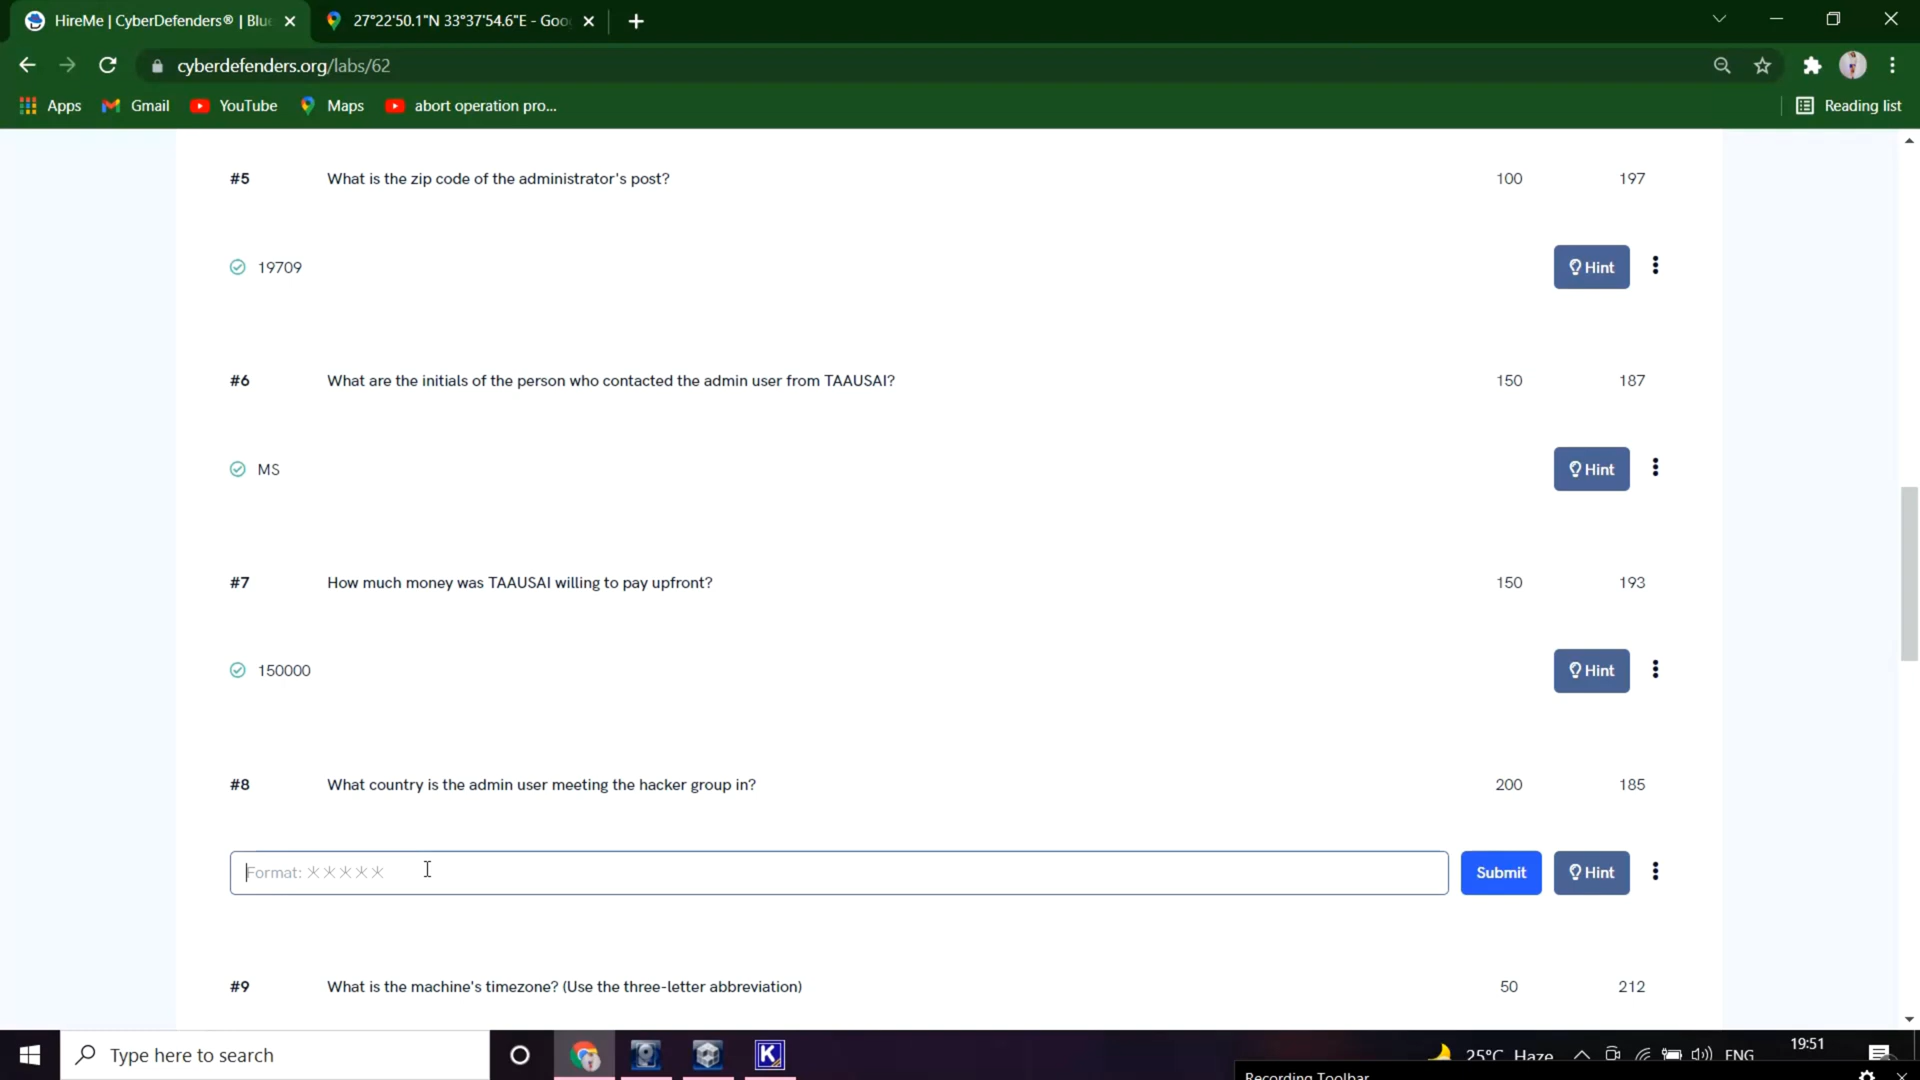 HireMe | CyberDefenders® | Blu
27°22'50.1"N 33°37'54.6"E - Goo
cyberdefenders.org/labs/62
Apps
Gmail
YouTube
Maps
abort operation pro...
Reading list
#5 What is the zip code of the administrator's post? 100 197
19709 Hint
#6 What are the initials of the person who contacted the admin user from TAAUSAI? 150 187
MS Hint
#7 How much money was TAAUSAI willing to pay upfront? 150 193
150000 Hint
#8 What country is the admin user meeting the hacker group in? 200 185
Format: ＊＊＊＊＊ Submit Hint
#9 What is the machine's timezone? (Use the three-letter abbreviation) 50 212
Type here to search
K
25°C Haze
ENG
19:51
Recording Toolbar